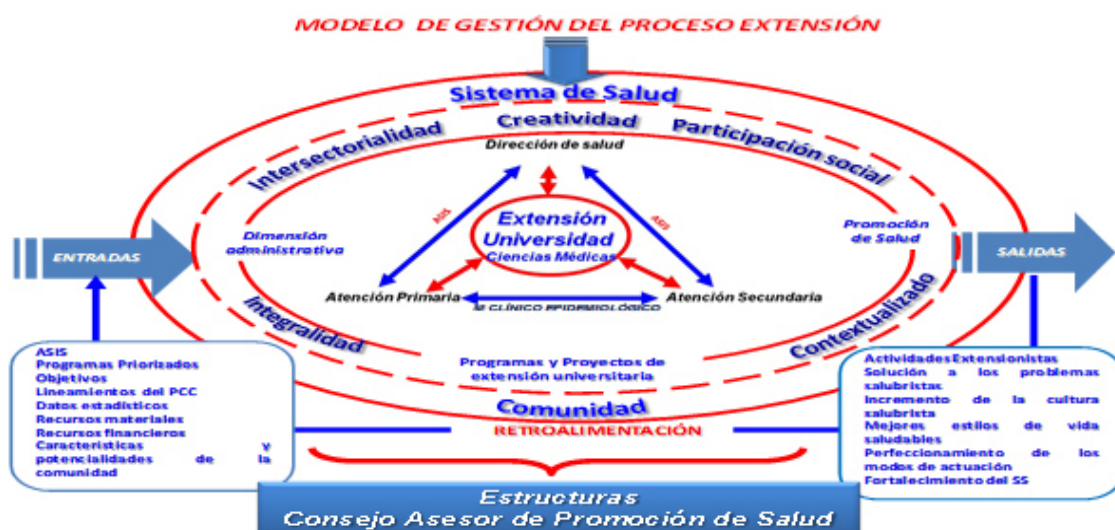 MODELO DE GESTIÓN DEL PROCESO EXTENSIÓN
Sistema de Salud
Intersectorialidad
Creatividad
Participación social
Dirección de salud
ASIS
ASIS
Extensión
Universidad
Ciencias Médicas
Dimensión
administrativa
Promoción
de Salud
ENTRADAS
SALIDAS
Atención Primaria
Atención Secundaria
CLÍNICO EPIDEMIOLÓGICO
Integralidad
Contextualizado
Programas y Proyectos de
extensión universitaria
Comunidad
RETROALIMENTACIÓN
ASIS
Programas Priorizados
Objetivos
Lineamientos del PCC
Datos estadísticos
Recursos materiales
Recursos financieros
Características y
potencialidades de la
comunidad
Actividades Extensionistas
Solución a los problemas
salubristas
Incremento de la cultura
salubrista
Mejores estilos de vida
saludables
Perfeccionamiento de los
modos de actuación
Fortalecimiento del SS
Estructuras
Consejo Asesor de Promoción de Salud